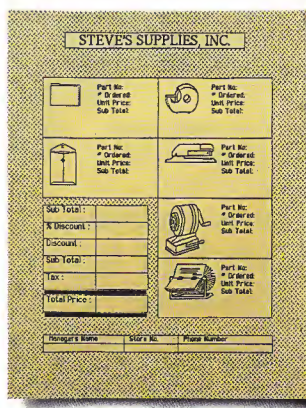 STEVE'S SUPPLIES, INC.
Part No:
# Ordered:
Unit Price:
Sub Total:
Part No:
# Ordered:
Unit Price:
Sub Total:
Part No:
# Ordered:
Unit Price:
Sub Total:
Part No:
# Ordered:
Unit Price:
Sub Total:
Part No:
# Ordered:
Unit Price:
Sub Total:
Part No:
# Ordered:
Unit Price:
Sub Total:
Sub Total :
% Discount :
Discount :
Sub Total :
Tax :
Total Price :
Manager's Name Store No. Phone Number